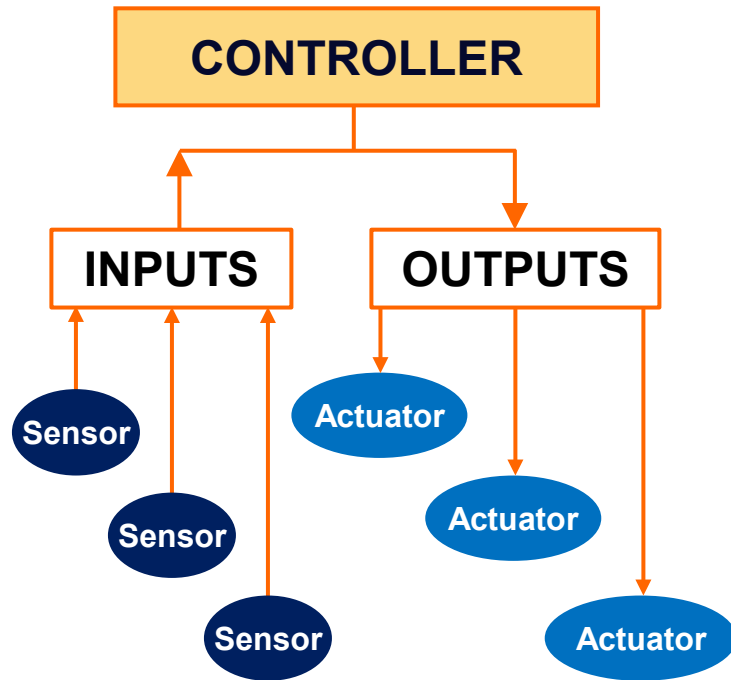 CONTROLLER
INPUTS
OUTPUTS
Sensor
Actuator
Sensor
Actuator
Sensor
Actuator